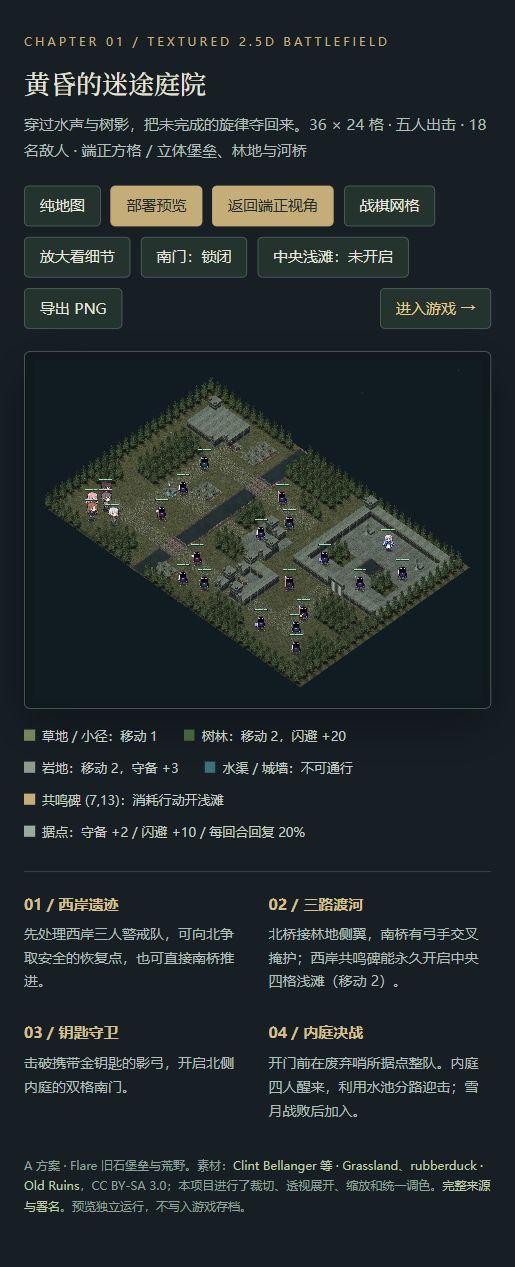 CHAPTER 01 / TEXTURED 2.5D BATTLEFIELD
黄昏的迷途庭院
穿过水声与树影，把未完成的旋律夺回来。36 × 24 格 · 五人出击 · 18
名敌人 · 端正方格 / 立体堡垒、林地与河桥
纯地图 部署预览 返回端正视角 战棋网格
放大看细节 南门：锁闭 中央浅滩：未开启
导出 PNG 进入游戏 →
草地 / 小径：移动 1 树林：移动 2，闪避 +20
岩地：移动 2，守备 +3 水渠 / 城墙：不可通行
共鸣碑 (7,13)：消耗行动开浅滩
据点：守备 +2 / 闪避 +10 / 每回合回复 20%
01 / 西岸遗迹
先处理西岸三人警戒队，可向北争
取安全的恢复点，也可直接南桥推
进。
02 / 三路渡河
北桥接林地侧翼，南桥有弓手交叉
掩护；西岸共鸣碑能永久开启中央
四格浅滩（移动 2）。
03 / 钥匙守卫
击破携带金钥匙的影弓，开启北侧
内庭的双格南门。
04 / 内庭决战
开门前在废弃哨所据点整队。内庭
四人醒来，利用水池分路迎击；雪
月战败后加入。
A 方案 · Flare 旧石堡垒与荒野。素材：Clint Bellanger 等 · Grassland、rubberduck ·
Old Ruins，CC BY-SA 3.0；本项目进行了裁切、透视展开、缩放和统一调色。完整来源
与署名。预览独立运行，不写入游戏存档。